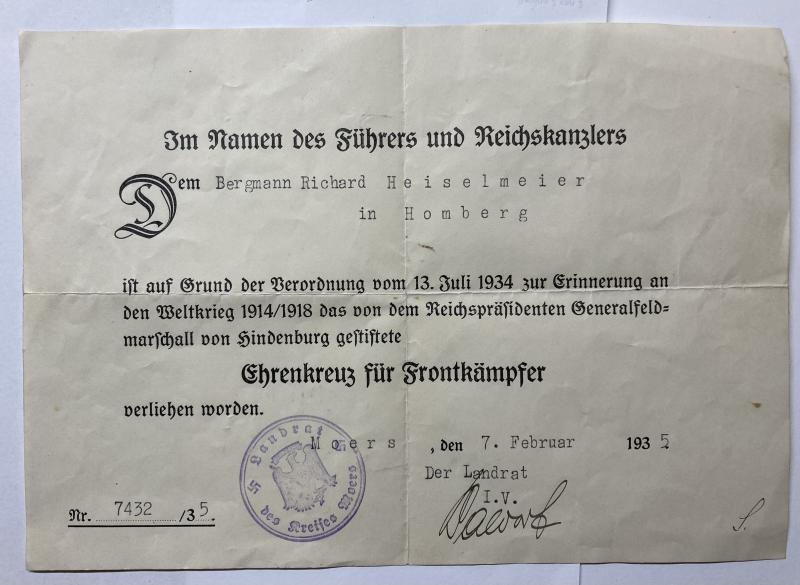 Im Namen des Führers und Reichskanzlers
Dem Bergmann Richard Heiselmeier
in Homberg
ist auf Grund der Verordnung vom 13. Juli 1934 zur Erinnerung an
den Weltkrieg 1914/1918 das von dem Reichspräsidenten Generalfeld=
marschall von Hindenburg gestiftete
Ehrenkreuz für Frontkämpfer
verliehen worden.
Moers, den 7. Februar 1935
Der Landrat
I.V.
Landrat des Kreises Moers
Nr. 7432 /35.